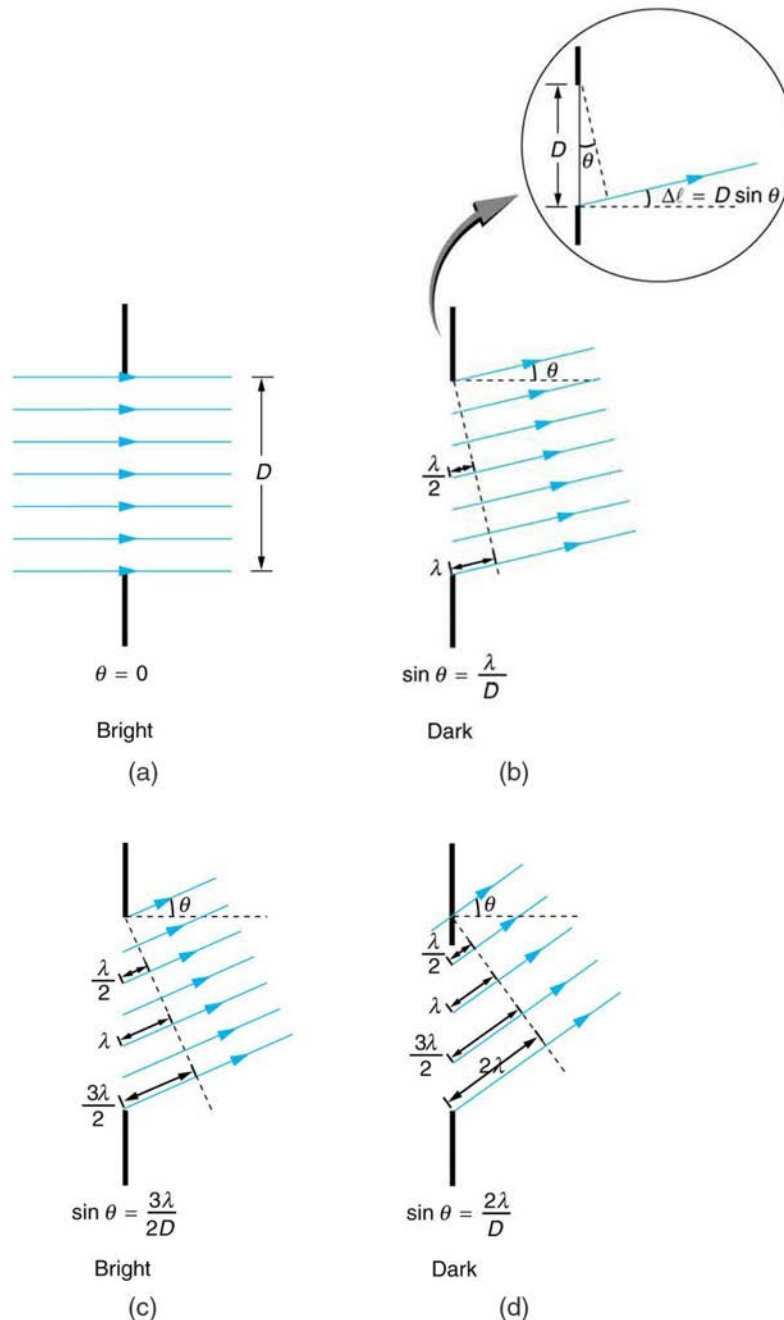 D
θ
Δℓ = D sin θ
D
θ
λ/2
λ
θ = 0
Bright
(a)
sin θ = λ/D
Dark
(b)
θ
λ/2
λ
3λ/2
sin θ = 3λ/2D
Bright
(c)
θ
λ/2
λ
3λ/2
2λ
sin θ = 2λ/D
Dark
(d)